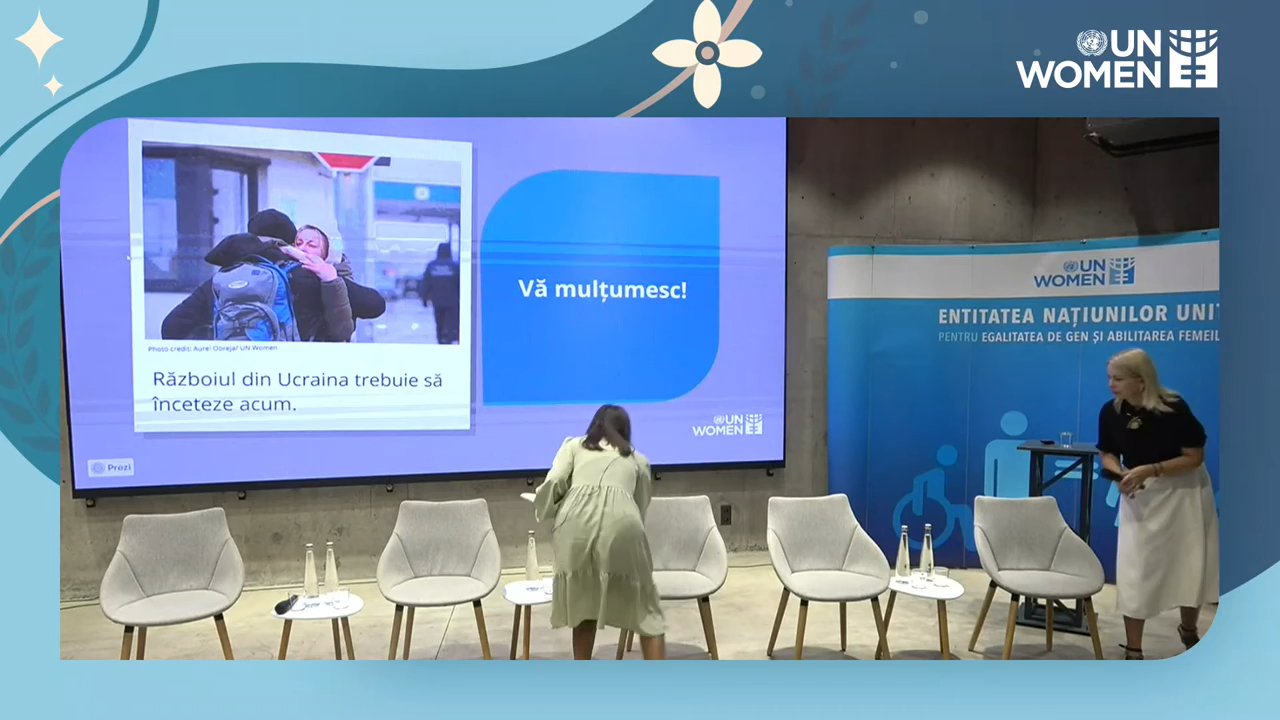 UN
WOMEN
Photo credit: Aurel Obreja/ UN Women
Războiul din Ucraina trebuie să
înceteze acum.
Vă mulțumesc!
UN
WOMEN
Prezi
UN
WOMEN
ENTITATEA NAȚIUNILOR UNIT
PENTRU EGALITATEA DE GEN ȘI ABILITAREA FEMEIL